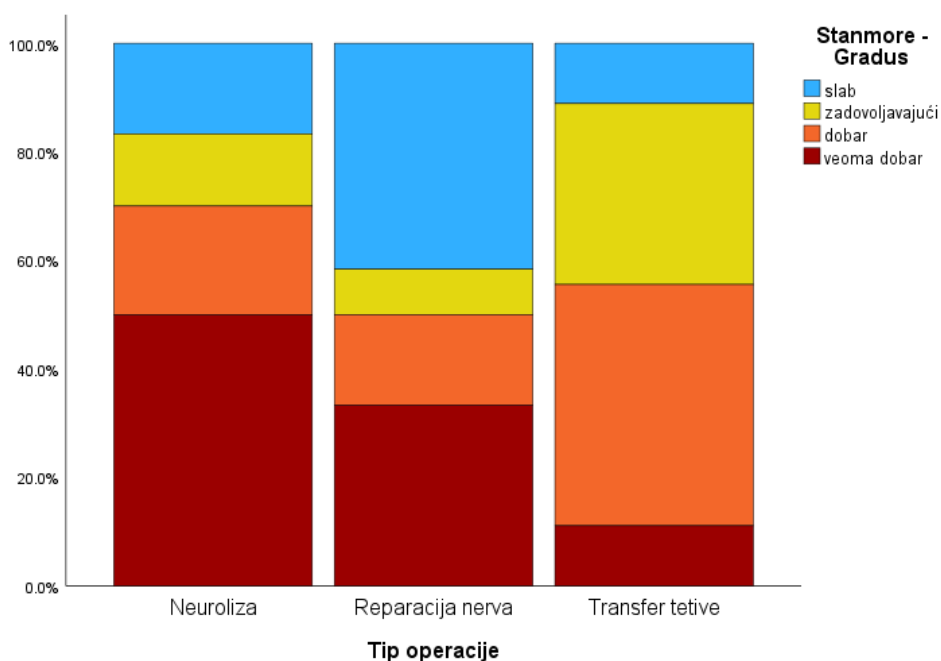 100.0%
80.0%
60.0%
40.0%
20.0%
0.0%
Neuroliza
Reparacija nerva
Transfer tetive
Tip operacije
Stanmore -
Gradus
slab
zadovoljavajući
dobar
veoma dobar